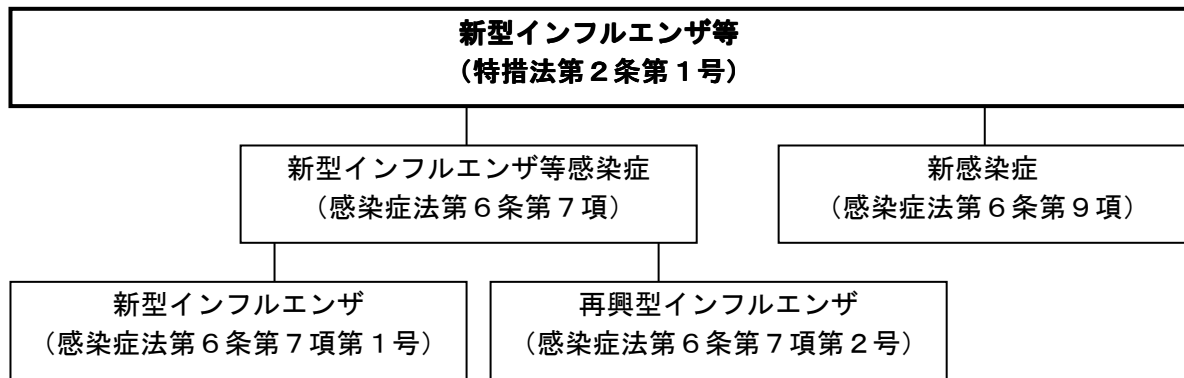 新型インフルエンザ等
（特措法第２条第１号）
新型インフルエンザ等感染症
（感染症法第６条第７項）
新感染症
（感染症法第６条第９項）
新型インフルエンザ
（感染症法第６条第７項第１号）
再興型インフルエンザ
（感染症法第６条第７項第２号）